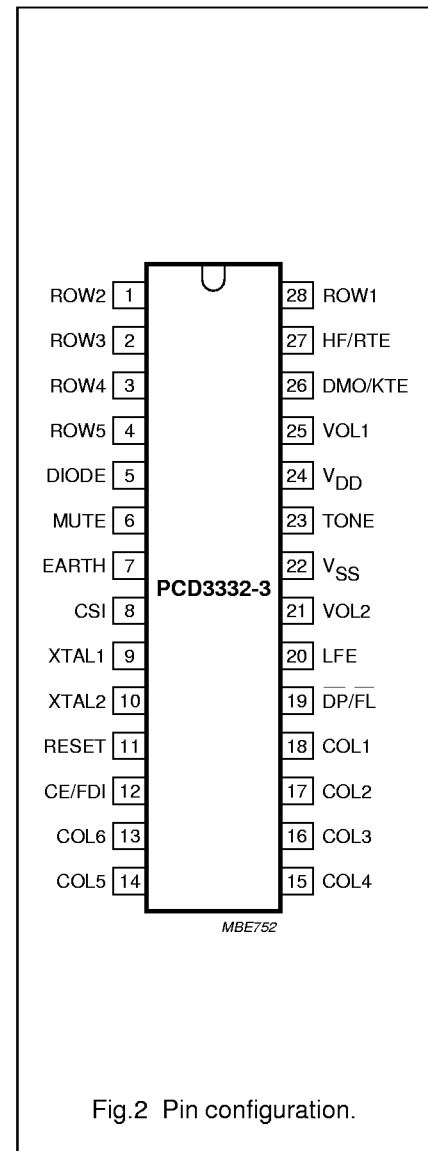 ROW2 1 28 ROW1
ROW3 2 27 HF/RTE
ROW4 3 26 DMO/KTE
ROW5 4 25 VOL1
DIODE 5 24 VDD
MUTE 6 23 TONE
EARTH 7 22 VSS
PCD3332-3
CSI 8 21 VOL2
XTAL1 9 20 LFE
XTAL2 10 19 D̅P̅/F̅L̅
RESET 11 18 COL1
CE/FDI 12 17 COL2
COL6 13 16 COL3
COL5 14 15 COL4
MBE752
Fig.2 Pin configuration.